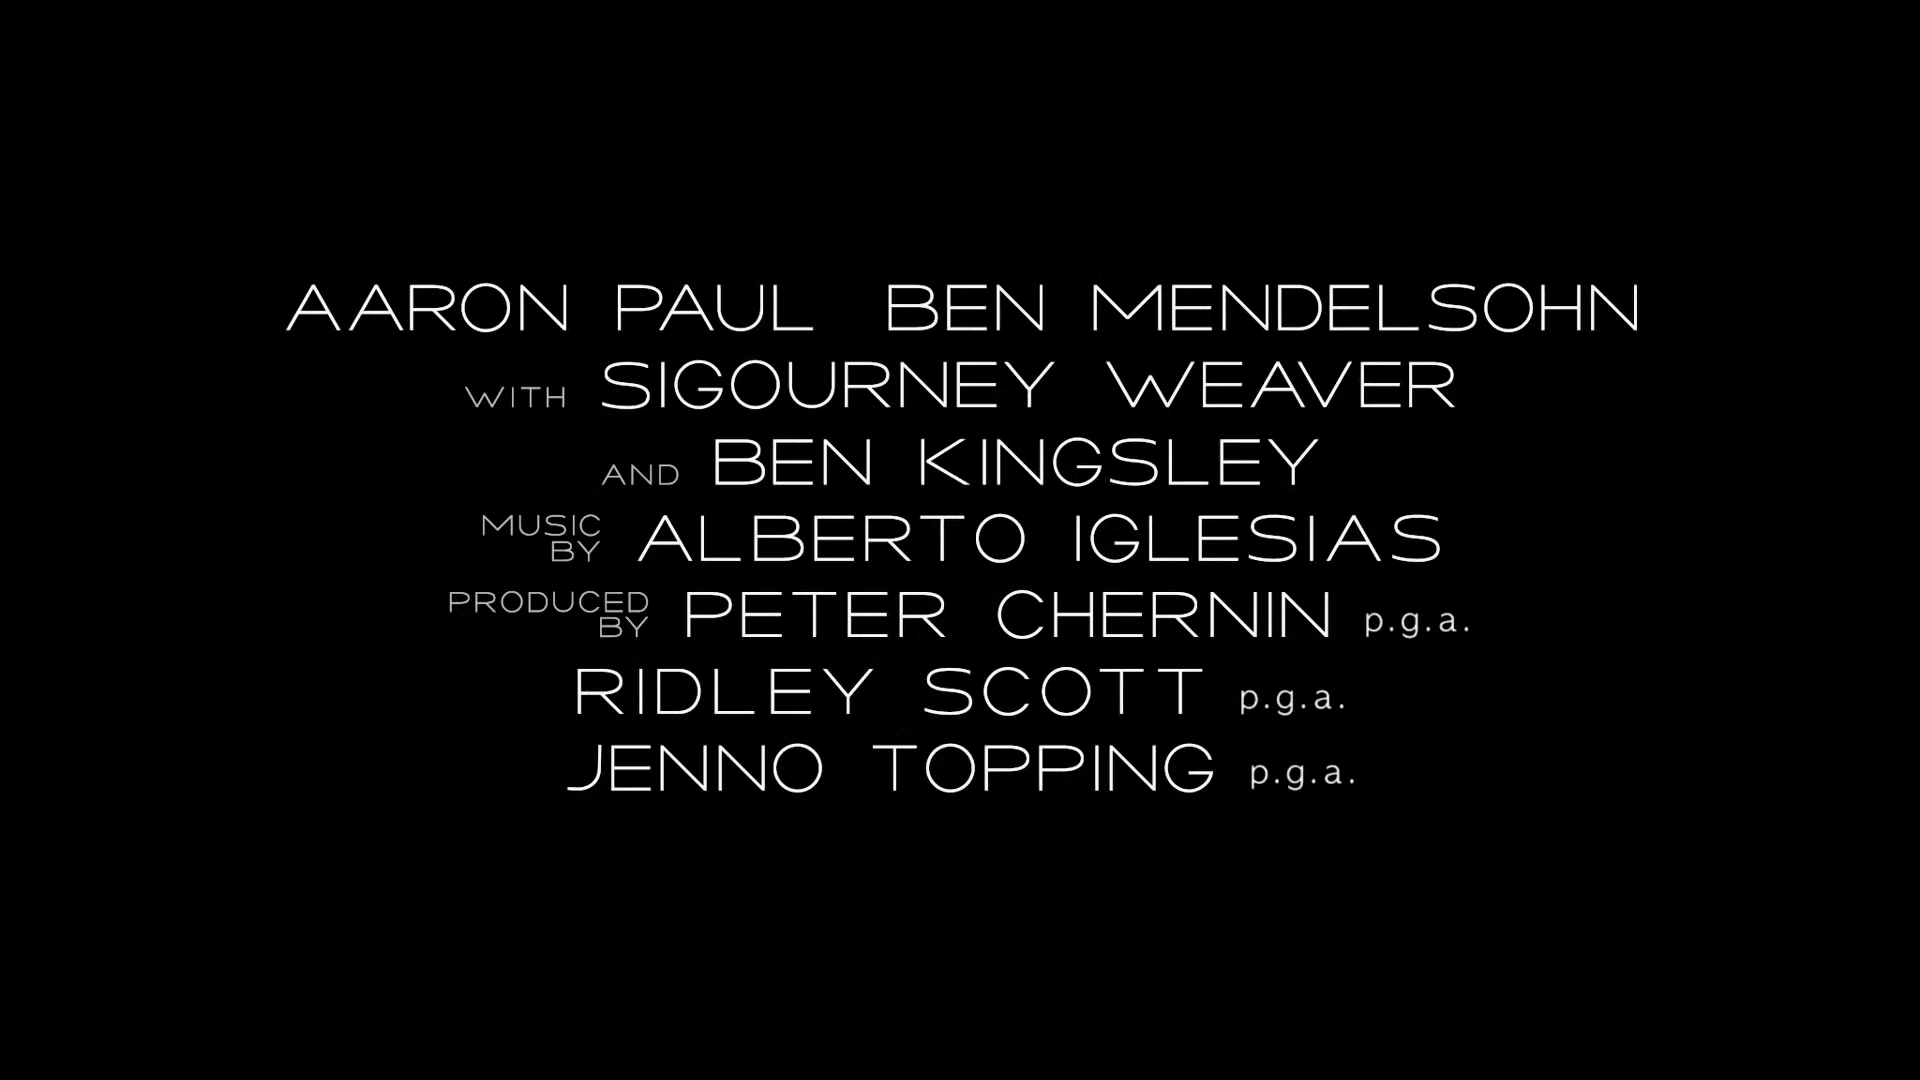 AARON PAUL BEN MENDELSOHN
WITH SIGOURNEY WEAVER
AND BEN KINGSLEY
MUSIC BY ALBERTO IGLESIAS
PRODUCED BY PETER CHERNIN p.g.a.
RIDLEY SCOTT p.g.a.
JENNO TOPPING p.g.a.